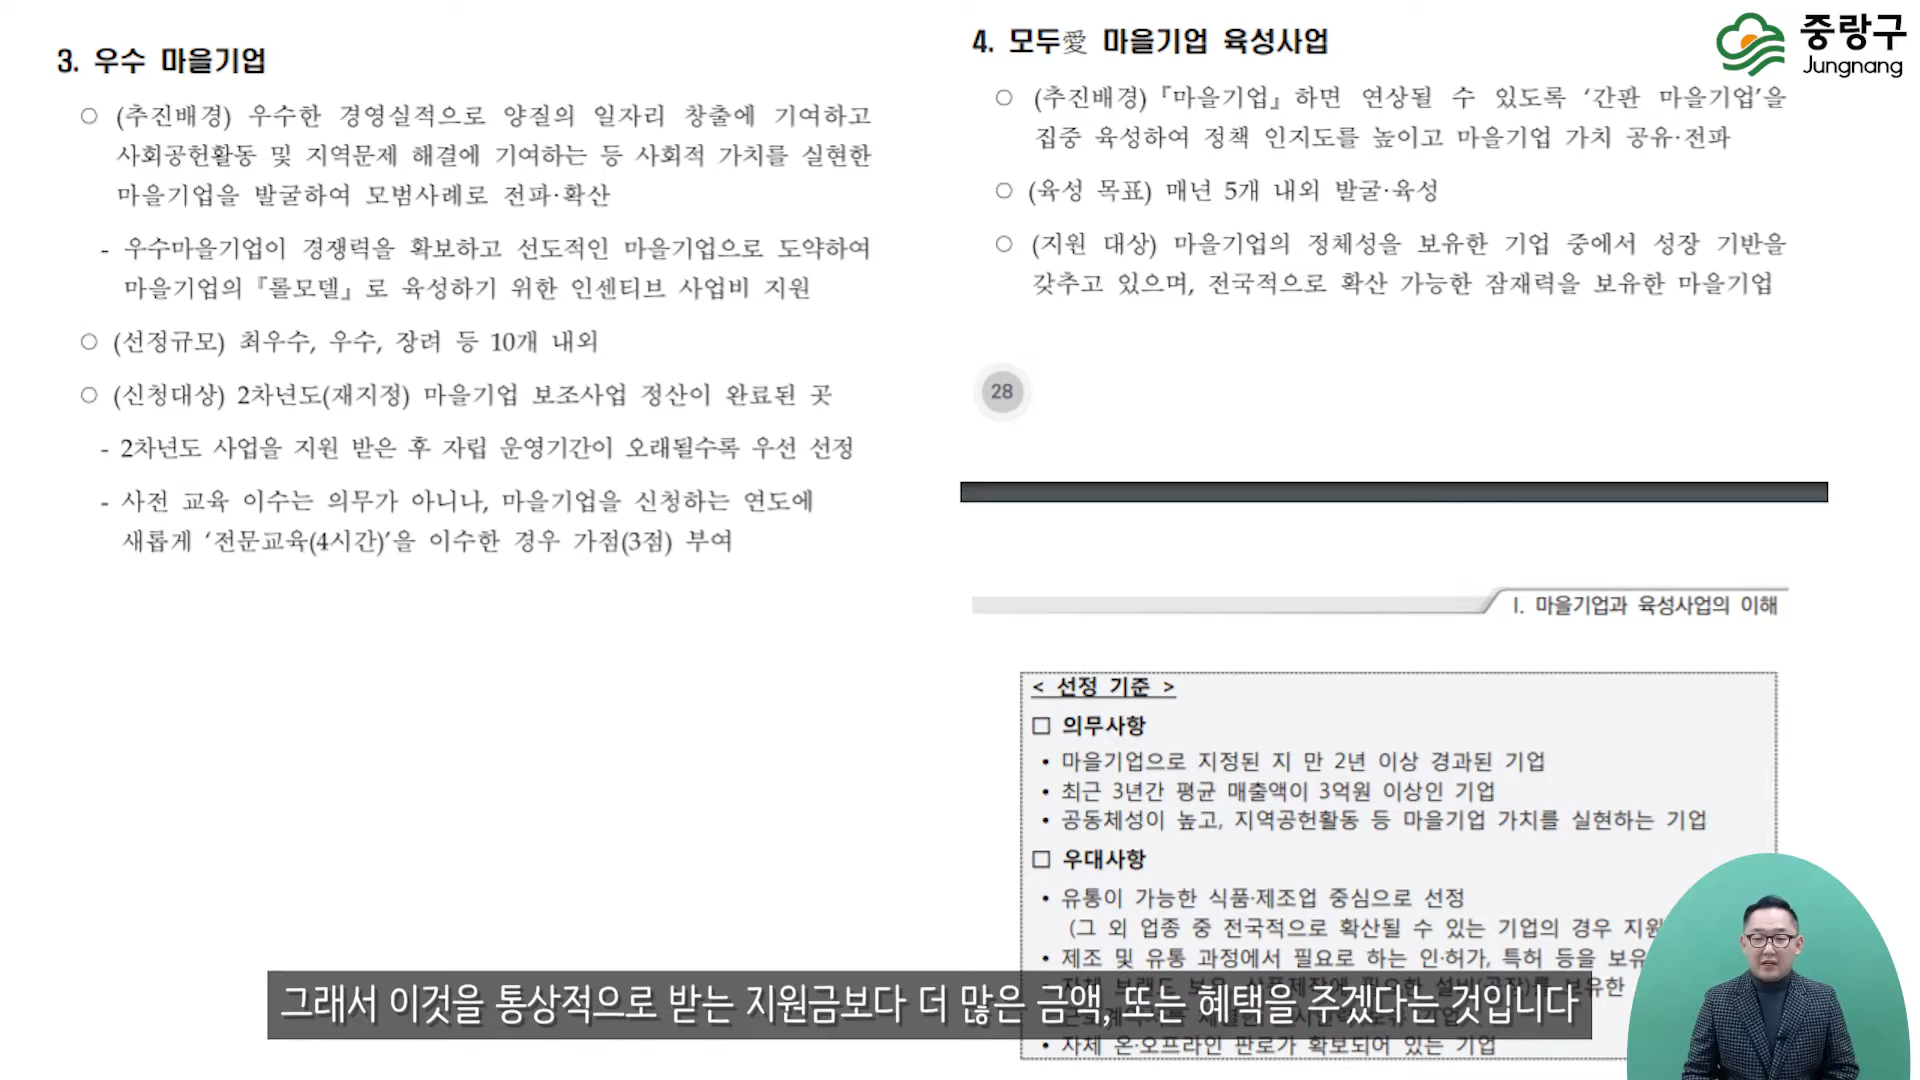 3. 우수 마을기업
○ (추진배경) 우수한 경영실적으로 양질의 일자리 창출에 기여하고
사회공헌활동 및 지역문제 해결에 기여하는 등 사회적 가치를 실현한
마을기업을 발굴하여 모범사례로 전파·확산
- 우수마을기업이 경쟁력을 확보하고 선도적인 마을기업으로 도약하여
마을기업의『롤모델』로 육성하기 위한 인센티브 사업비 지원
○ (선정규모) 최우수, 우수, 장려 등 10개 내외
○ (신청대상) 2차년도(재지정) 마을기업 보조사업 정산이 완료된 곳
- 2차년도 사업을 지원 받은 후 자립 운영기간이 오래될수록 우선 선정
- 사전 교육 이수는 의무가 아니나, 마을기업을 신청하는 연도에
새롭게 ‘전문교육(4시간)’을 이수한 경우 가점(3점) 부여
4. 모두愛 마을기업 육성사업
○ (추진배경)『마을기업』하면 연상될 수 있도록 ‘간판 마을기업’을
집중 육성하여 정책 인지도를 높이고 마을기업 가치 공유·전파
○ (육성 목표) 매년 5개 내외 발굴·육성
○ (지원 대상) 마을기업의 정체성을 보유한 기업 중에서 성장 기반을
갖추고 있으며, 전국적으로 확산 가능한 잠재력을 보유한 마을기업
28
I. 마을기업과 육성사업의 이해
< 선정 기준 >
□ 의무사항
• 마을기업으로 지정된 지 만 2년 이상 경과된 기업
• 최근 3년간 평균 매출액이 3억원 이상인 기업
• 공동체성이 높고, 지역공헌활동 등 마을기업 가치를 실현하는 기업
□ 우대사항
• 유통이 가능한 식품·제조업 중심으로 선정
(그 외 업종 중 전국적으로 확산될 수 있는 기업의 경우 지원
• 제조 및 유통 과정에서 필요로 하는 인·허가, 특허 등을 보유
• 자체 온·오프라인 판로가 확보되어 있는 기업
중랑구
Jungnang
그래서 이것을 통상적으로 받는 지원금보다 더 많은 금액, 또는 혜택을 주겠다는 것입니다